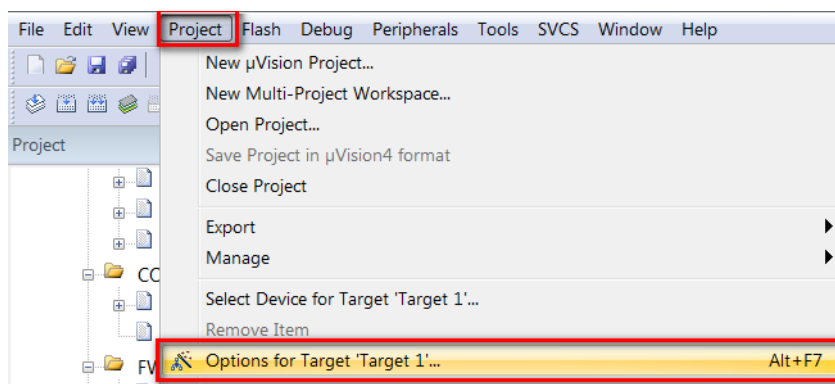 File Edit View Project Flash Debug Peripherals Tools SVCS Window Help
New µVision Project...
New Multi-Project Workspace...
Open Project...
Project
Save Project in µVision4 format
Close Project
Export
Manage
CO
Select Device for Target 'Target 1'...
Remove Item
FW
Options for Target 'Target 1'... Alt+F7